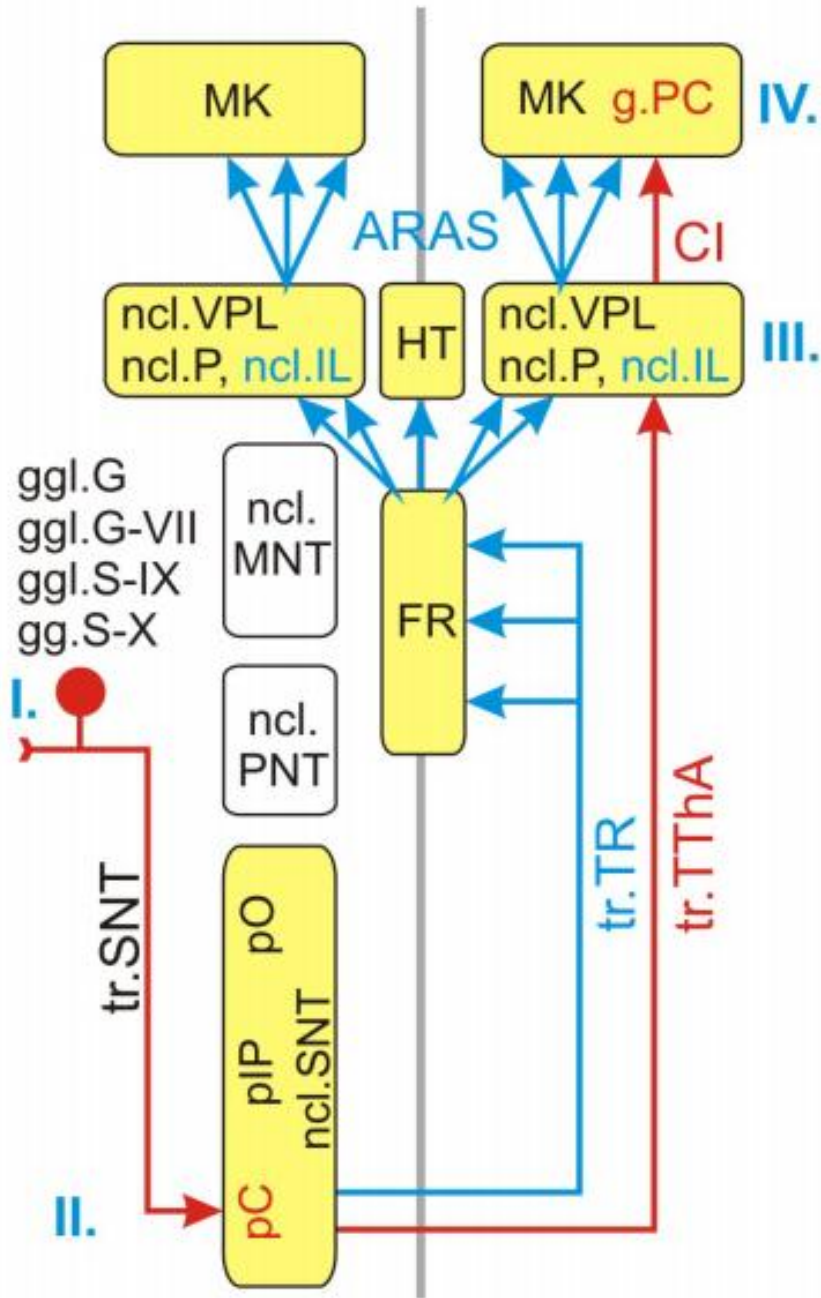 MK
MK g.PC
IV.
ARAS
CI
ncl.VPL
ncl.P, ncl.IL
HT
ncl.VPL
ncl.P, ncl.IL
III.
ggl.G
ggl.G-VII
ggl.S-IX
gg.S-X
ncl.
MNT
FR
I.
ncl.
PNT
tr.SNT
tr.TR
tr.TThA
pO
pIP
ncl.SNT
pC
II.